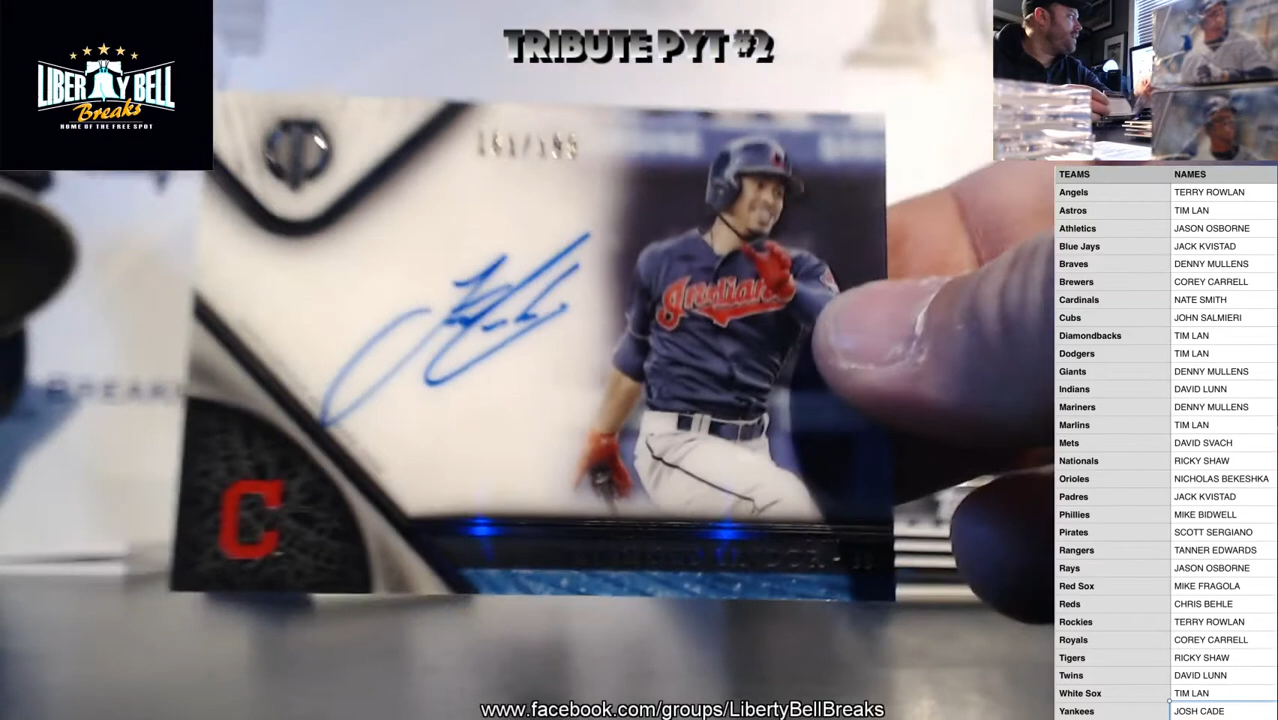 LIBERTY BELL
Breaks
HOME OF THE FREE SPOT
TRIBUTE PYT #2
Indians
C
TEAMS NAMES
Angels TERRY ROWLAN
Astros TIM LAN
Athletics JASON OSBORNE
Blue Jays JACK KVISTAD
Braves DENNY MULLENS
Brewers COREY CARRELL
Cardinals NATE SMITH
Cubs JOHN SALMIERI
Diamondbacks TIM LAN
Dodgers TIM LAN
Giants DENNY MULLENS
Indians DAVID LUNN
Mariners DENNY MULLENS
Marlins TIM LAN
Mets DAVID SVACH
Nationals RICKY SHAW
Orioles NICHOLAS BEKESHKA
Padres JACK KVISTAD
Phillies MIKE BIDWELL
Pirates SCOTT SERGIANO
Rangers TANNER EDWARDS
Rays JASON OSBORNE
Red Sox MIKE FRAGOLA
Reds CHRIS BEHLE
Rockies TERRY ROWLAN
Royals COREY CARRELL
Tigers RICKY SHAW
Twins DAVID LUNN
White Sox TIM LAN
Yankees JOSH CADE
www.facebook.com/groups/LibertyBellBreaks